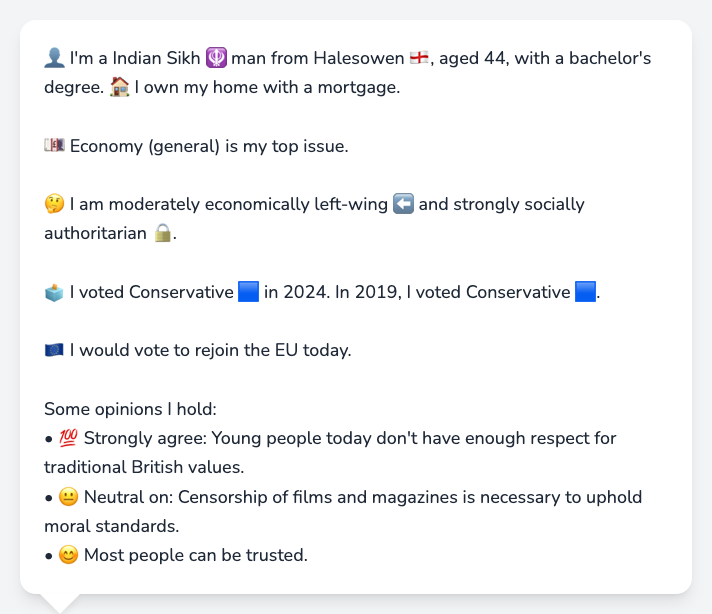 👤 I'm a Indian Sikh 🪯 man from Halesowen 🏴󠁧󠁢󠁥󠁮󠁧󠁿, aged 44, with a bachelor's
degree. 🏠 I own my home with a mortgage.
💷 Economy (general) is my top issue.
🤔 I am moderately economically left-wing ⬅️ and strongly socially
authoritarian 🔒.
🗳️ I voted Conservative 🟦 in 2024. In 2019, I voted Conservative 🟦.
🇪🇺 I would vote to rejoin the EU today.
Some opinions I hold:
• 💯 Strongly agree: Young people today don't have enough respect for
traditional British values.
• 😐 Neutral on: Censorship of films and magazines is necessary to uphold
moral standards.
• 😊 Most people can be trusted.